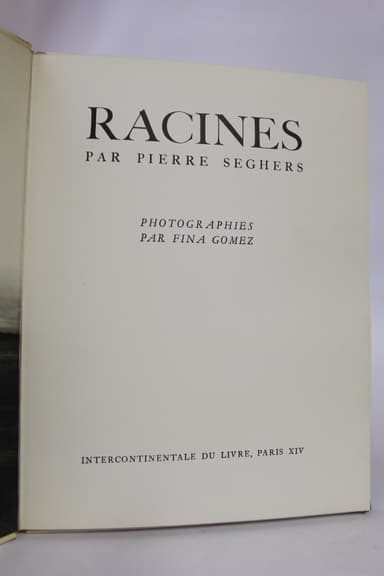 RACINES
PAR PIERRE SEGHERS
PHOTOGRAPHIES
PAR FINA GOMEZ
INTERCONTINENTALE DU LIVRE, PARIS XIV